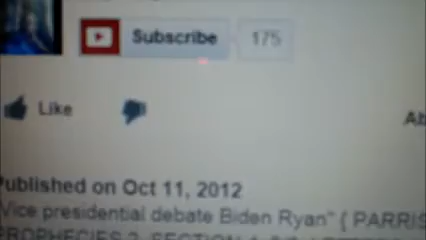 Subscribe 175
Like
Published on Oct 11, 2012
"Vice presidential debate Biden Ryan" ( PARRIS